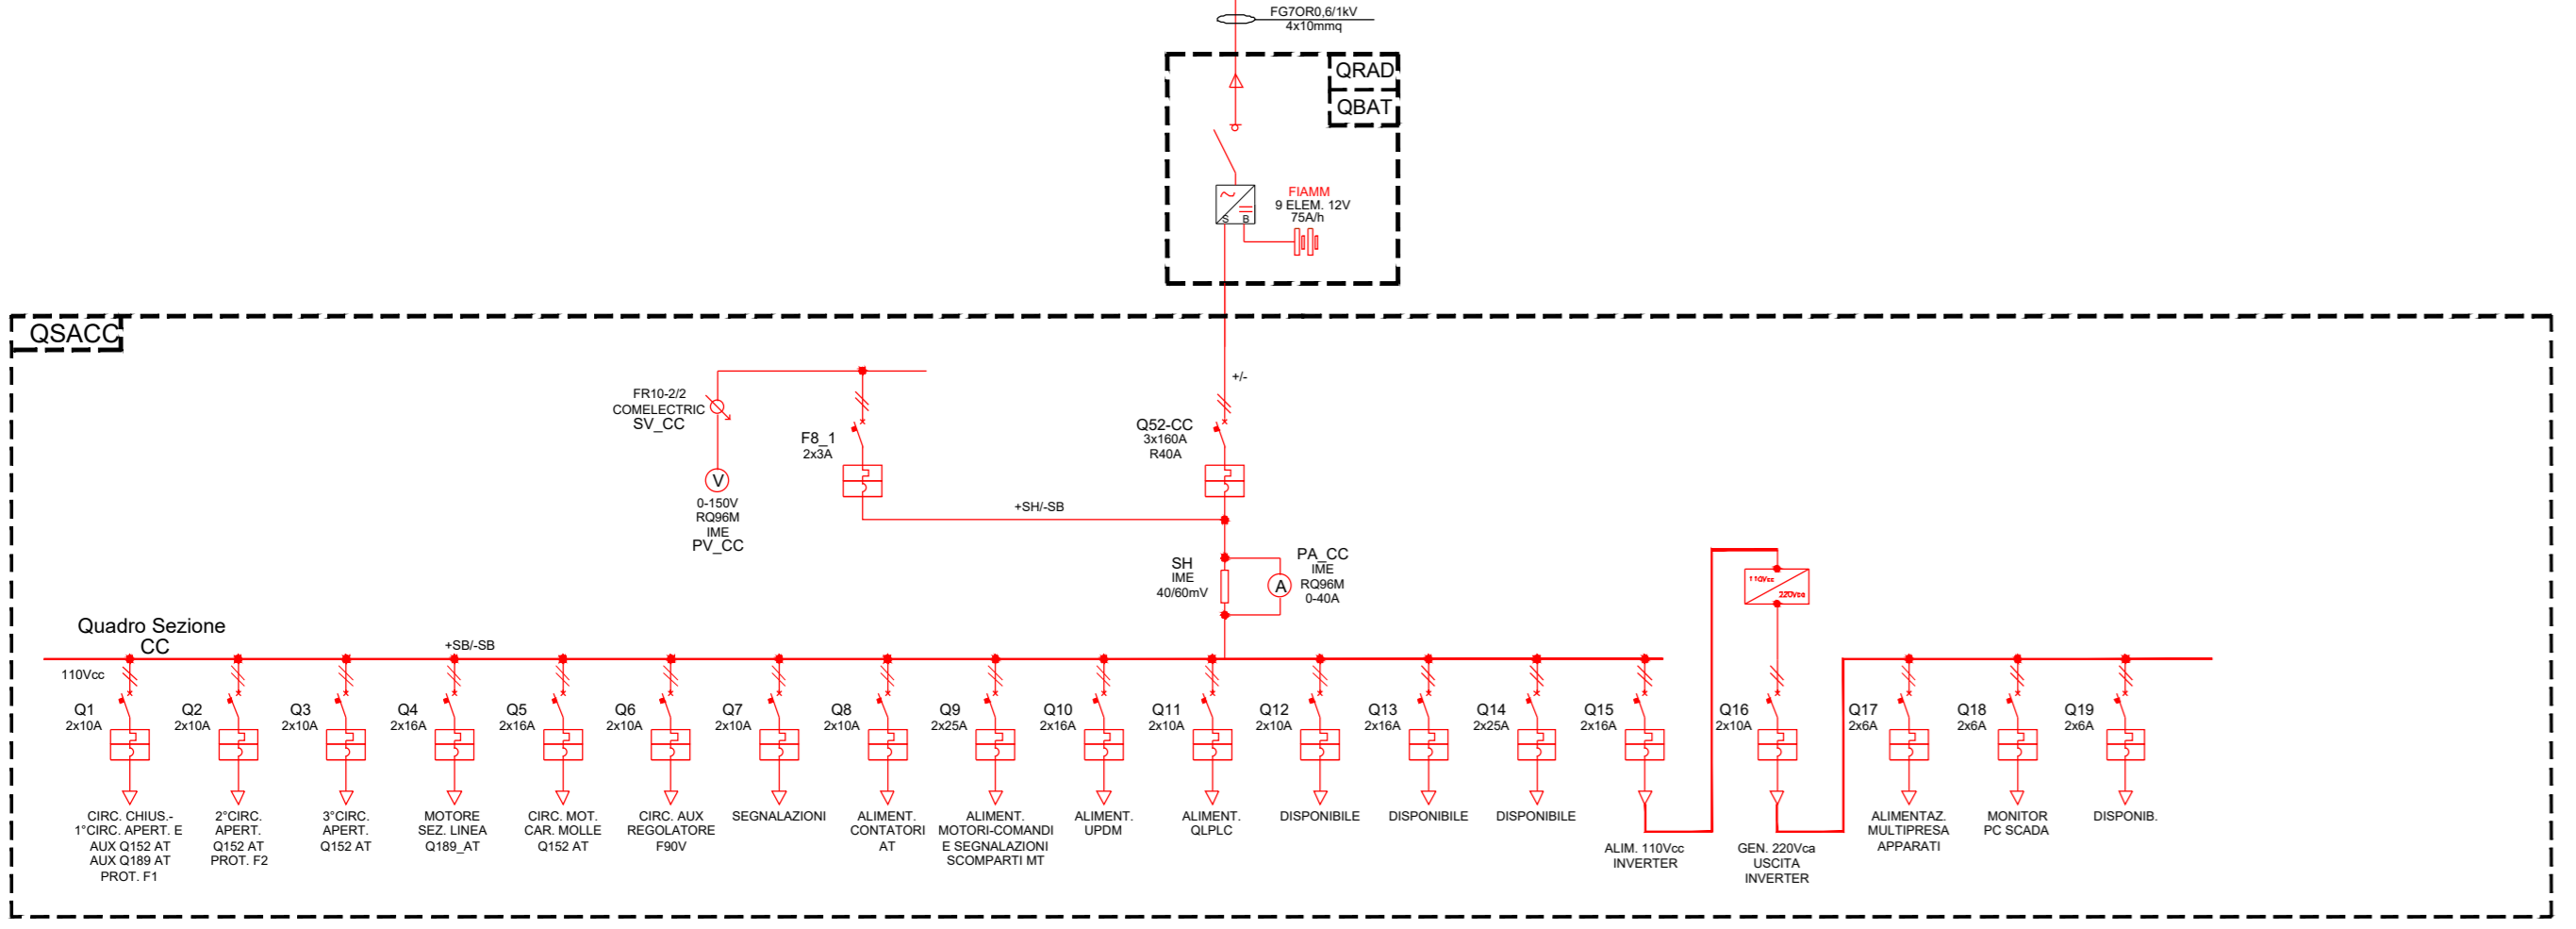 FG7OR0,6/1kV
4x10mmq
QRAD
QBAT
FIAMM
9 ELEM. 12V
75A/h
S B
QSACC
+/-
FR10-2/2
COMELECTRIC
SV_CC
F8_1
2x3A
Q52-CC
3x160A
R40A
V
0-150V
RQ96M
IME
PV_CC
+SH/-SB
SH
IME
40/60mV
A
PA_CC
IME
RQ96M
0-40A
110Vcc
220Vca
Quadro Sezione
CC
+SB/-SB
110Vcc
Q1
2x10A
Q2
2x10A
Q3
2x10A
Q4
2x16A
Q5
2x16A
Q6
2x10A
Q7
2x10A
Q8
2x10A
Q9
2x25A
Q10
2x16A
Q11
2x10A
Q12
2x10A
Q13
2x16A
Q14
2x25A
Q15
2x16A
Q16
2x10A
Q17
2x6A
Q18
2x6A
Q19
2x6A
CIRC. CHIUS.-
1°CIRC. APERT. E
AUX Q152 AT
AUX Q189 AT
PROT. F1
2°CIRC.
APERT.
Q152 AT
PROT. F2
3°CIRC.
APERT.
Q152 AT
MOTORE
SEZ. LINEA
Q189_AT
CIRC. MOT.
CAR. MOLLE
Q152 AT
CIRC. AUX
REGOLATORE
F90V
SEGNALAZIONI
ALIMENT.
CONTATORI
AT
ALIMENT.
MOTORI-COMANDI
E SEGNALAZIONI
SCOMPARTI MT
ALIMENT.
UPDM
ALIMENT.
QLPLC
DISPONIBILE
DISPONIBILE
DISPONIBILE
ALIM. 110Vcc
INVERTER
GEN. 220Vca
USCITA
INVERTER
ALIMENTAZ.
MULTIPRESA
APPARATI
MONITOR
PC SCADA
DISPONIB.